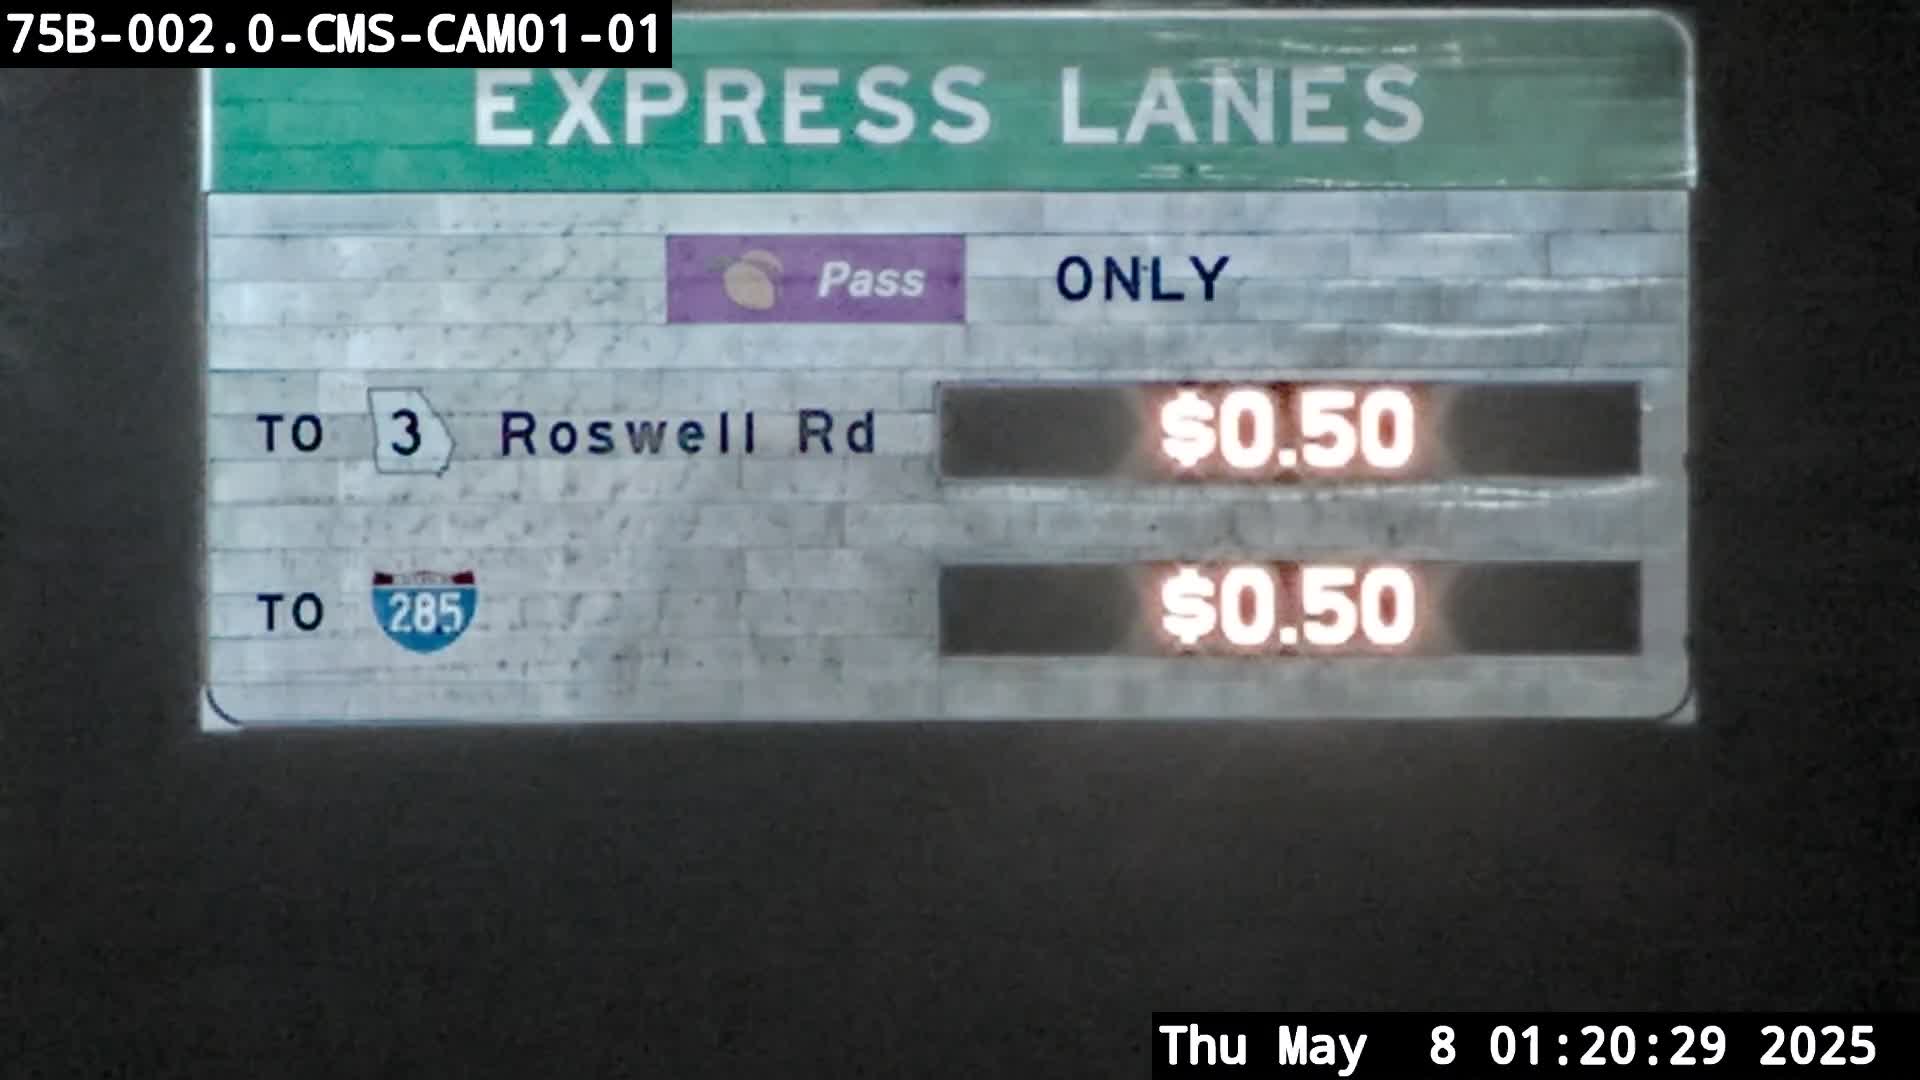 75B-002.0-CMS-CAM01-01
EXPRESS LANES
Pass ONLY
TO 3 Roswell Rd $0.50
TO 285 $0.50
Thu May 8 01:20:29 2025